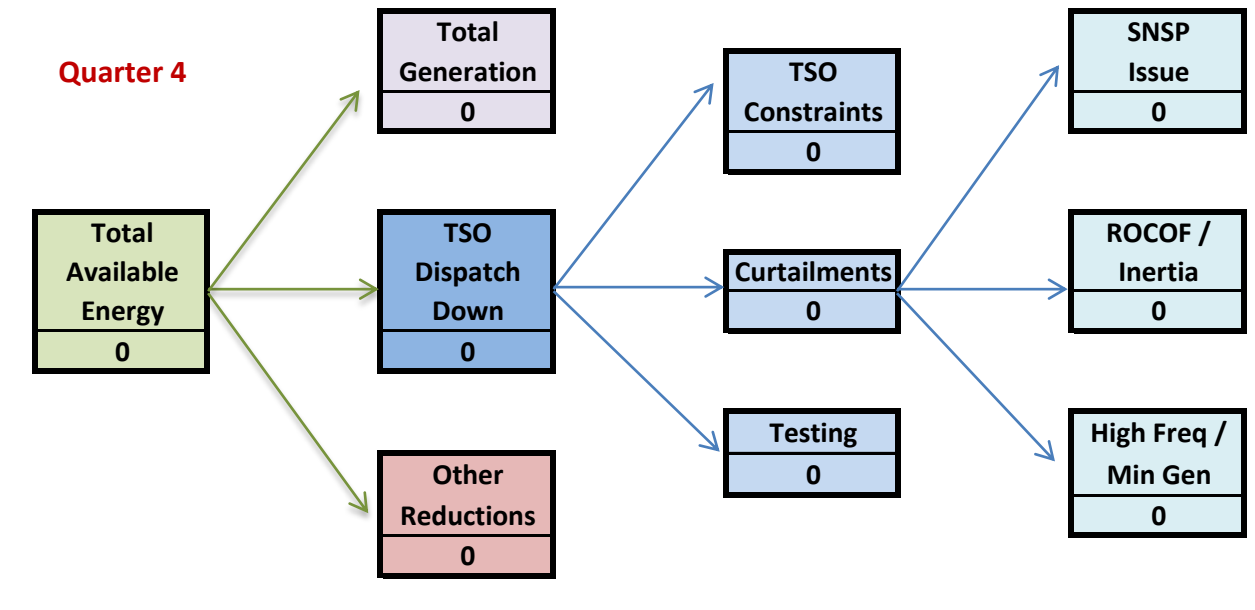 Quarter 4
Total
Available
Energy
0
Total
Generation
0
TSO
Dispatch
Down
0
Other
Reductions
0
TSO
Constraints
0
Curtailments
0
Testing
0
SNSP
Issue
0
ROCOF /
Inertia
0
High Freq /
Min Gen
0